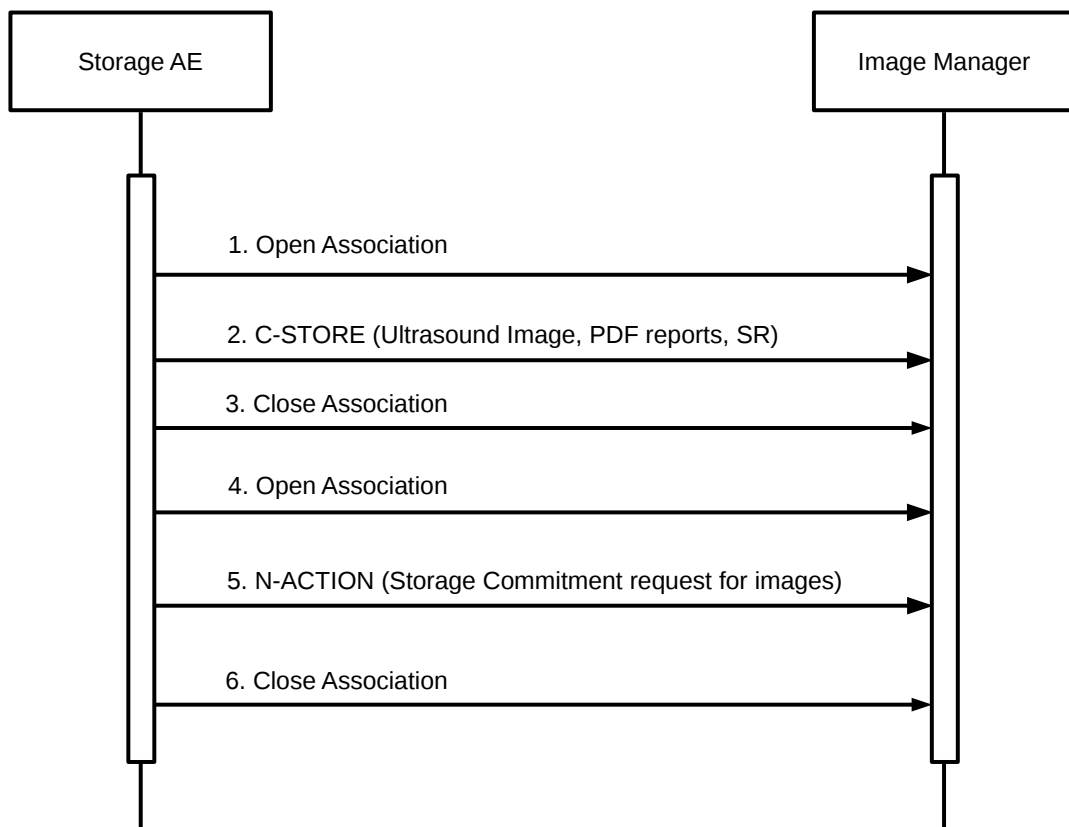 Storage AE
Image Manager
1. Open Association
2. C-STORE (Ultrasound Image, PDF reports, SR)
3. Close Association
4. Open Association
5. N-ACTION (Storage Commitment request for images)
6. Close Association